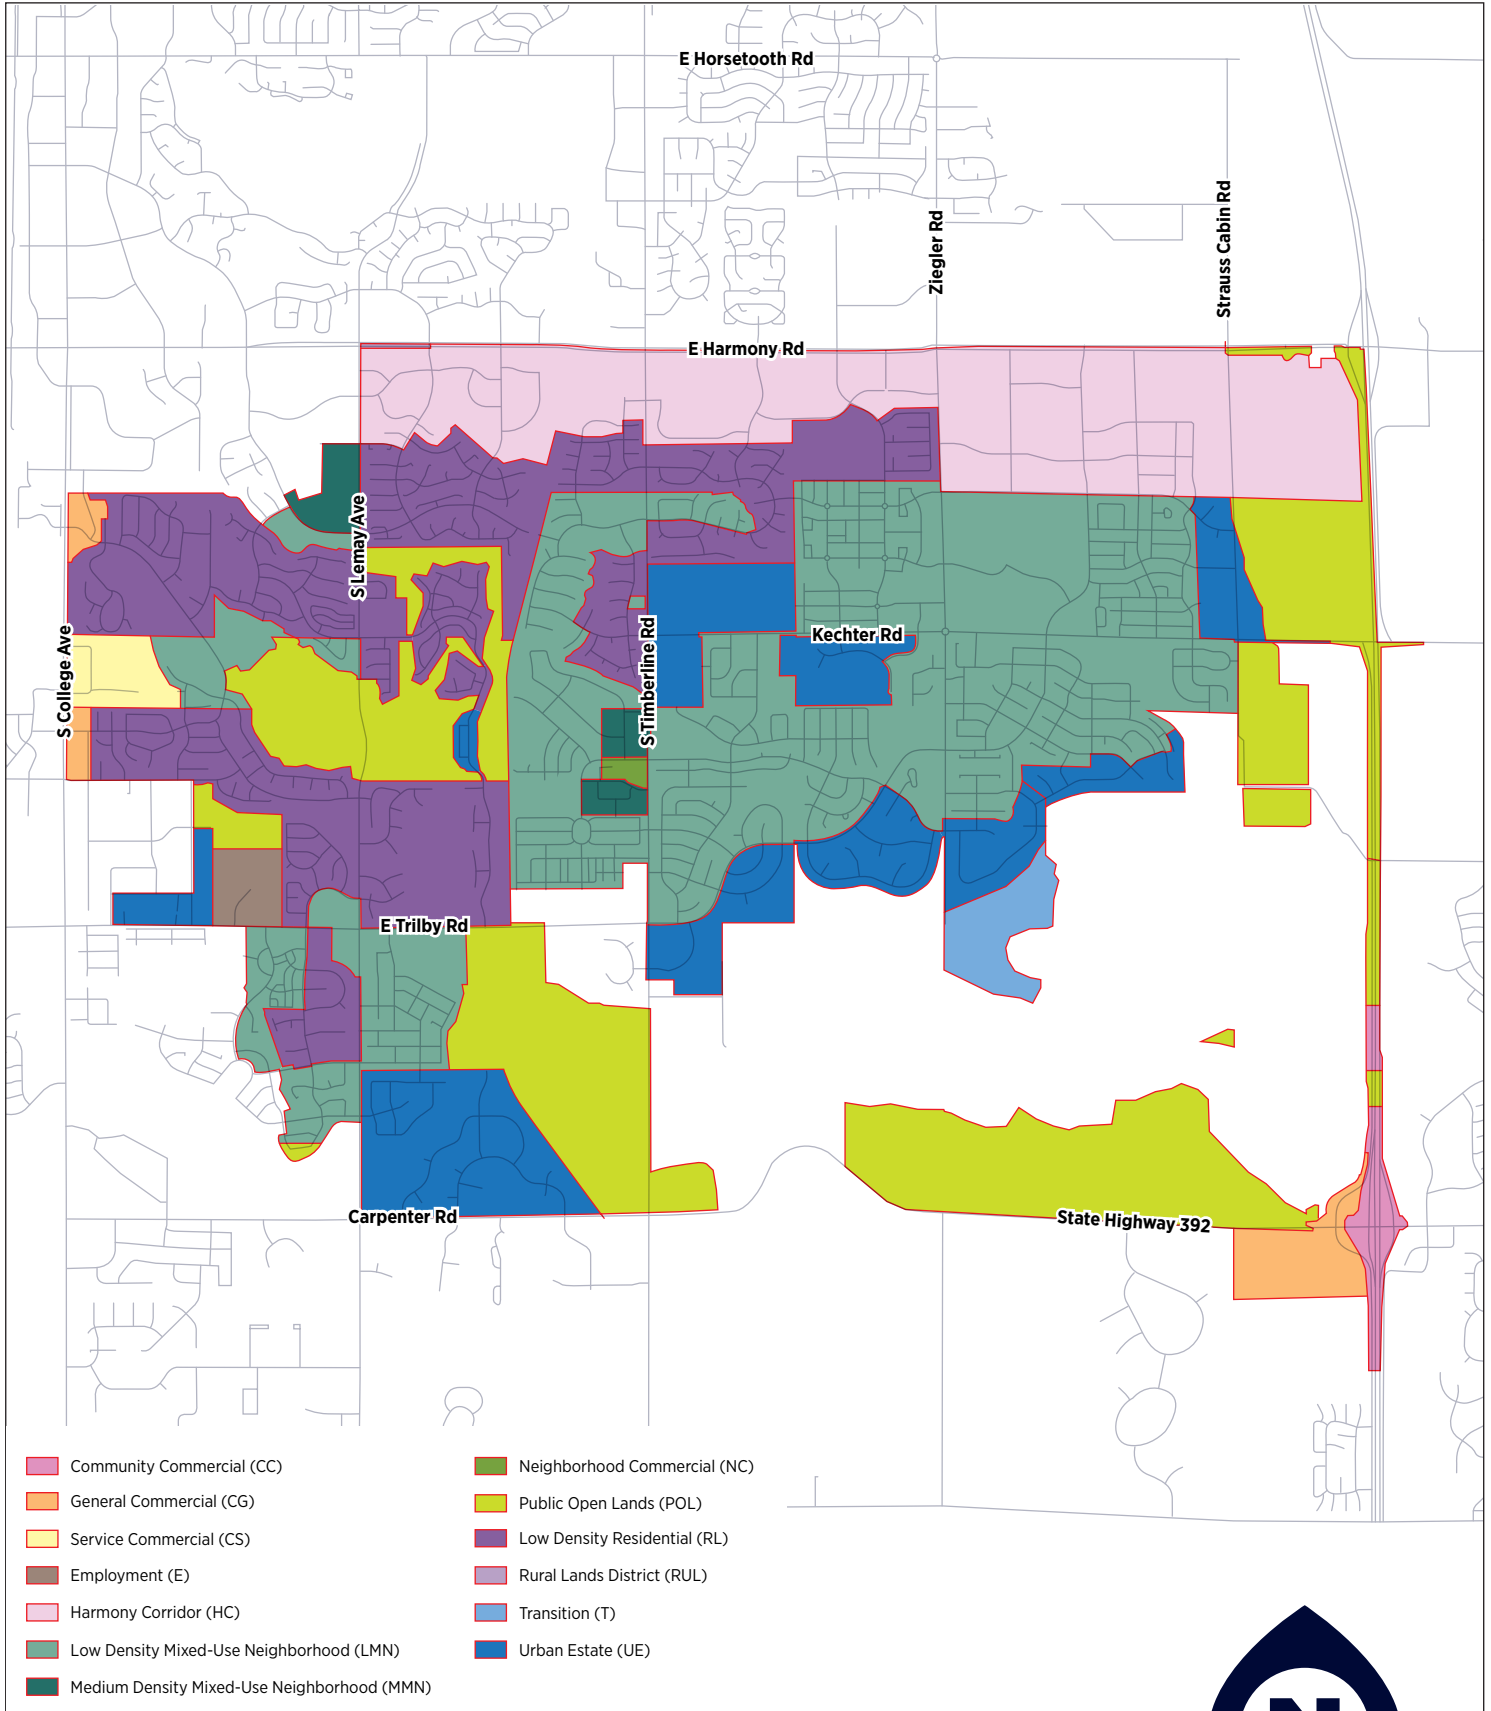 E Horsetooth Rd
Ziegler Rd
Strauss Cabin Rd
E Harmony Rd
S Lemay Ave
S College Ave
S Timberline Rd
Kechter Rd
E Trilby Rd
Carpenter Rd
State Highway 392
Community Commercial (CC)
General Commercial (CG)
Service Commercial (CS)
Employment (E)
Harmony Corridor (HC)
Low Density Mixed-Use Neighborhood (LMN)
Medium Density Mixed-Use Neighborhood (MMN)
Neighborhood Commercial (NC)
Public Open Lands (POL)
Low Density Residential (RL)
Rural Lands District (RUL)
Transition (T)
Urban Estate (UE)
N